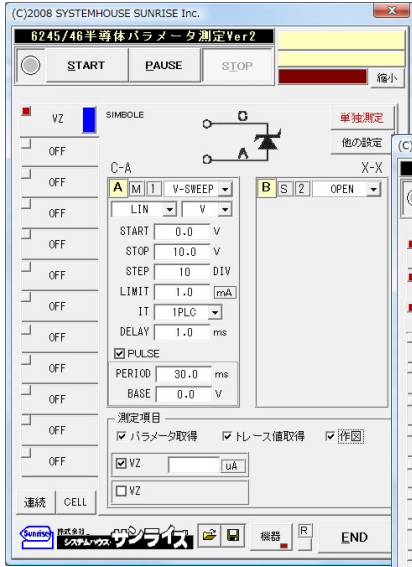 (C)2008 SYSTEMHOUSE SUNRISE Inc.
6245/46半導体パラメータ測定Ver2
START PAUSE STOP
縮小
VZ
OFF
OFF
OFF
OFF
OFF
OFF
OFF
OFF
OFF
OFF
OFF
連続 CELL
SIMBOLE
C
A
単独測定
他の設定
C-A X-X
A M 1 V-SWEEP
B S 2 OPEN
LIN V
START 0.0 V
STOP 10.0 V
STEP 10 DIV
LIMIT 1.0 mA
IT 1PLC
DELAY 1.0 ms
PULSE
PERIOD 30.0 ms
BASE 0.0 V
測定項目
パラメータ取得 トレース値取得 作図
VZ uA
VZ
Sunrise 株式会社 システムハウス サンライズ 機器 R END
(C)